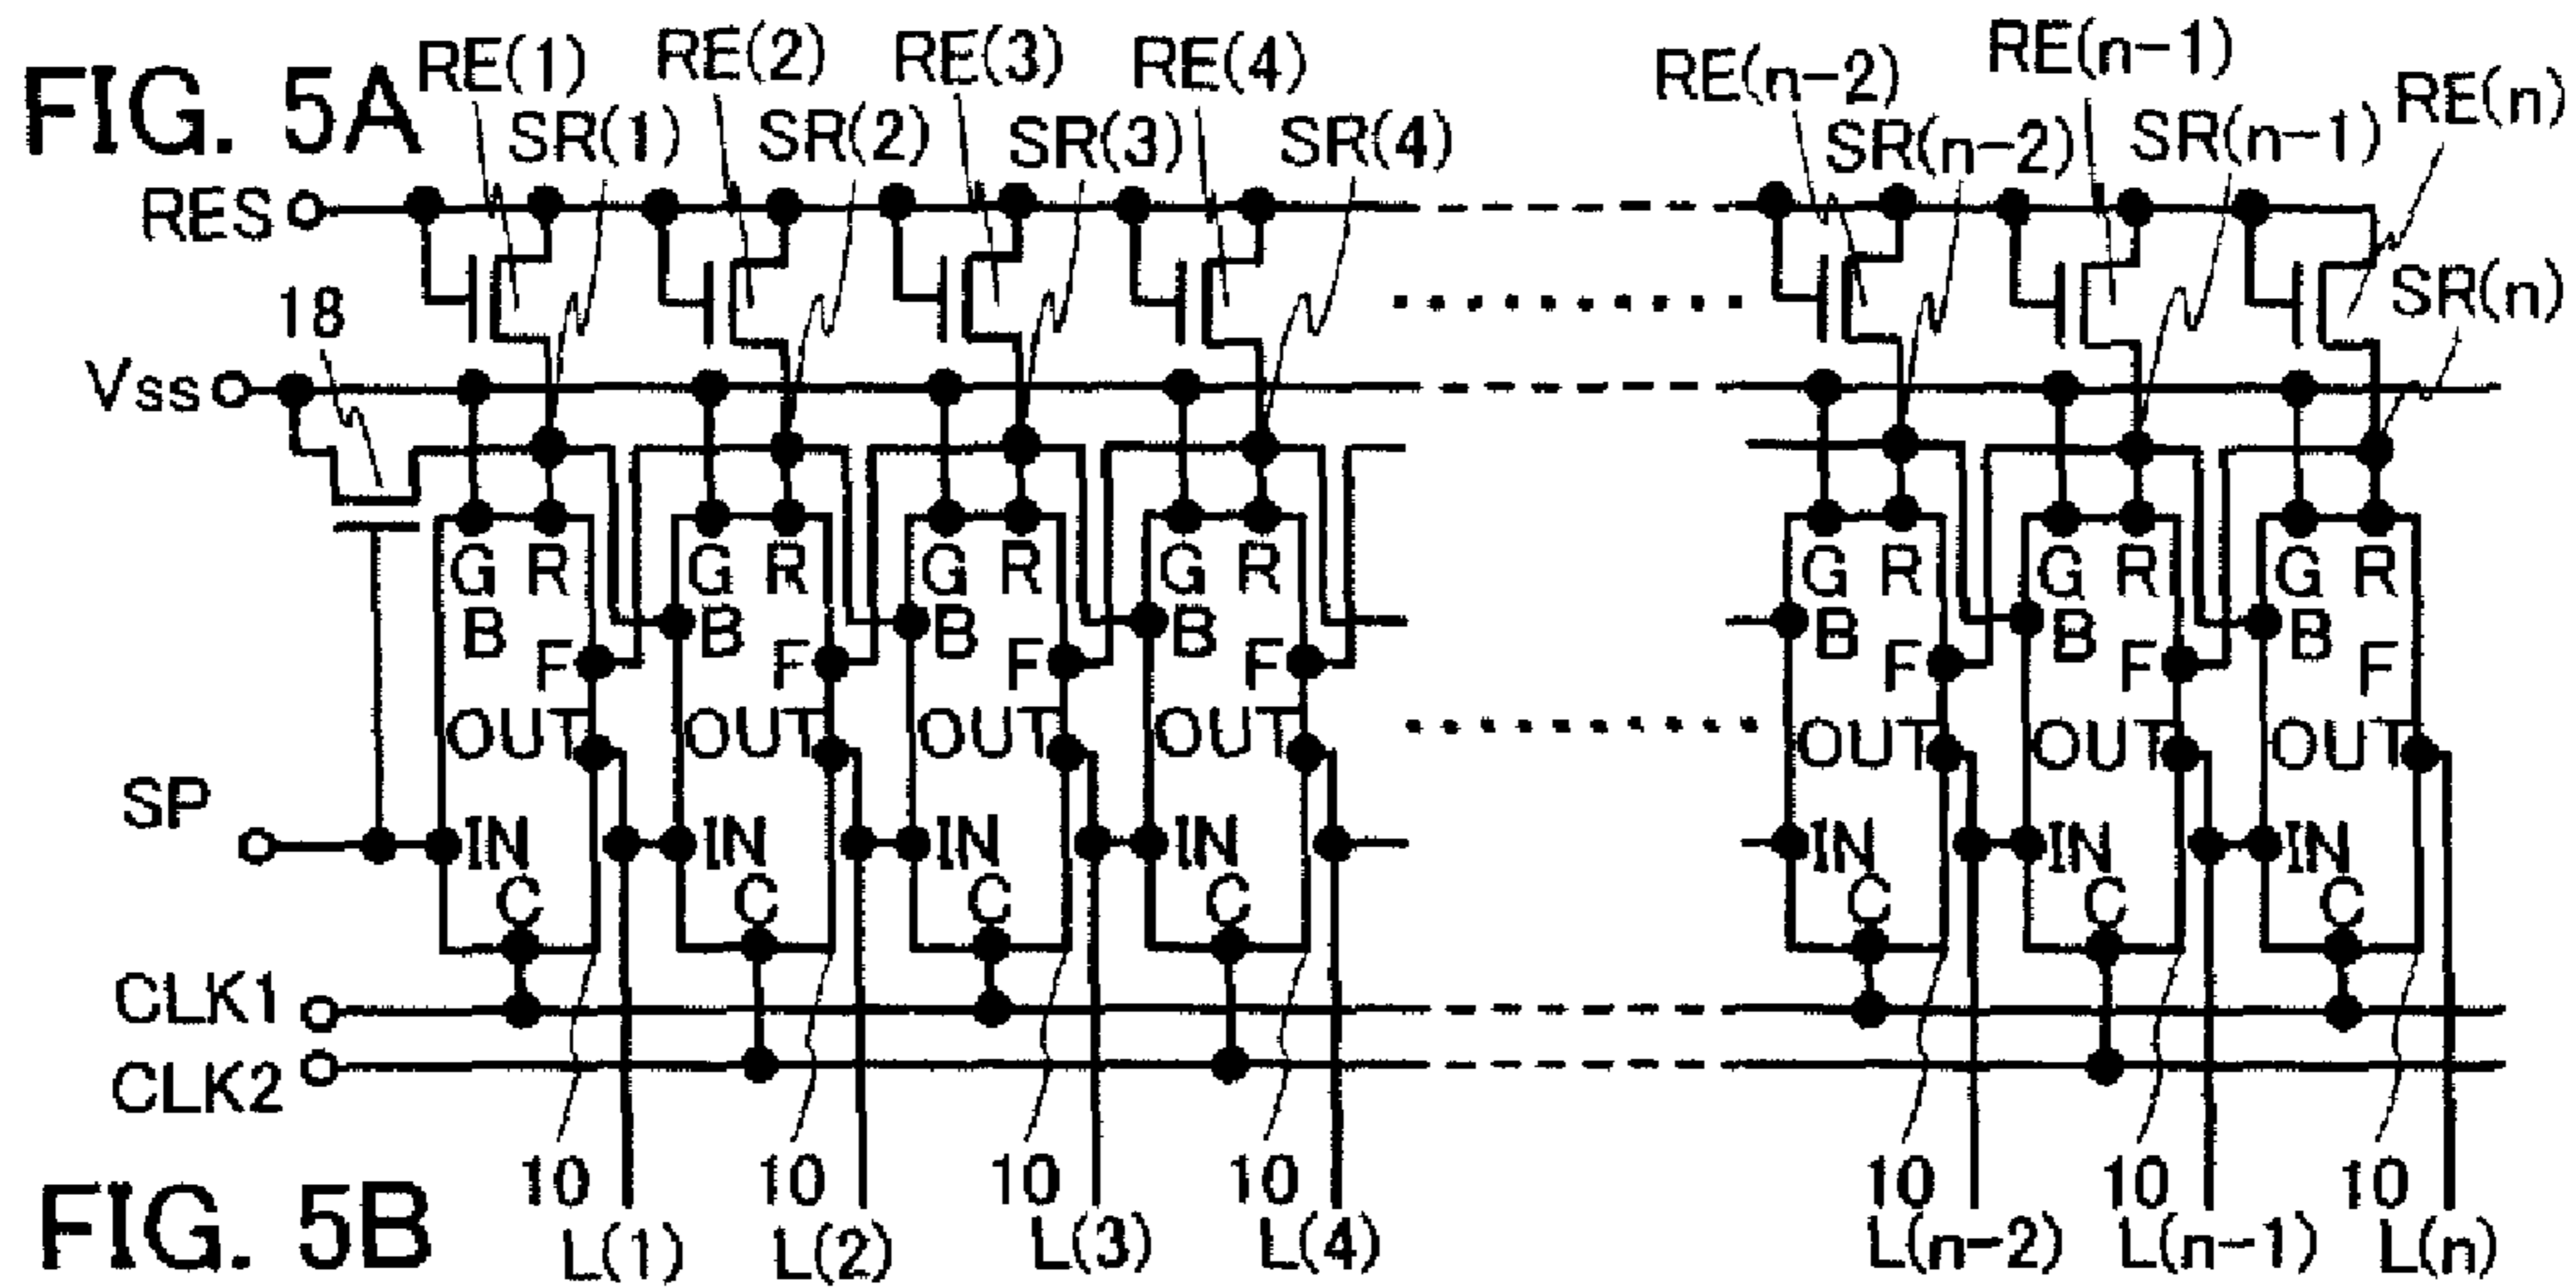 FIG. 5A
RE(1) RE(2) RE(3) RE(4) RE(n-2) RE(n-1) RE(n)
SR(1) SR(2) SR(3) SR(4) SR(n-2) SR(n-1)
RES
18 SR(n)
Vss
G R G R G R G R G R G R G R
B B B B B B B
F F F F F F F
OUT OUT OUT OUT OUT OUT OUT
SP
IN IN IN IN IN IN IN
C C C C C C C
CLK1
CLK2
10 10 10 10 10 10 10
L(1) L(2) L(3) L(4) L(n-2) L(n-1) L(n)
FIG. 5B